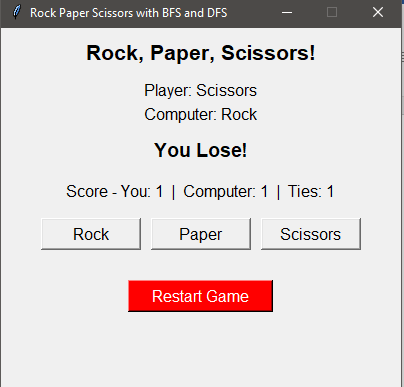 Rock Paper Scissors with BFS and DFS
Rock, Paper, Scissors!
Player: Scissors
Computer: Rock
You Lose!
Score - You: 1 | Computer: 1 | Ties: 1
Rock Paper Scissors
Restart Game